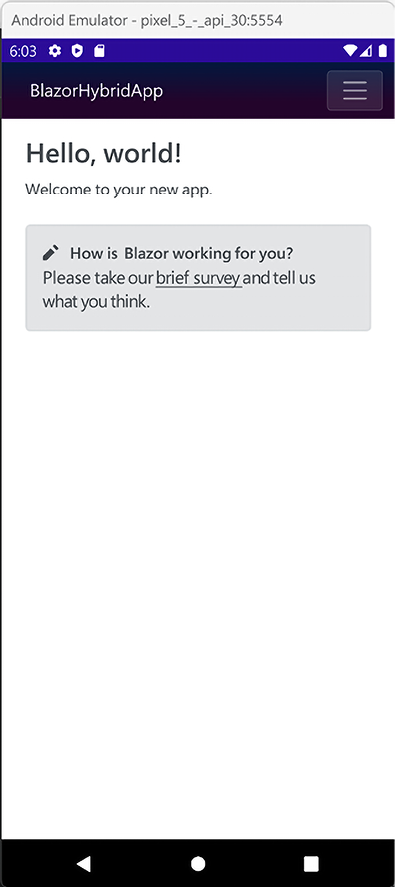 Android Emulator - pixel_5_-_api_30:5554
6:03
BlazorHybridApp
Hello, world!
Welcome to your new app.
How is Blazor working for you?
Please take our brief survey and tell us
what you think.